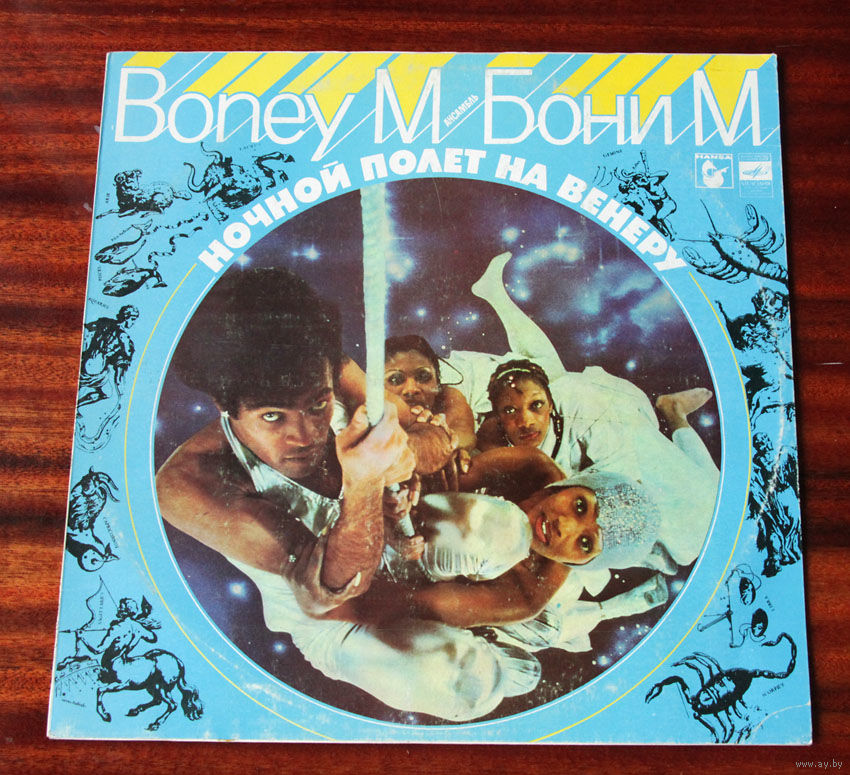 Boney M АНСАМБЛЬ Бони М
НОЧНОЙ ПОЛЕТ НА ВЕНЕРУ
HANSA
www.ay.by